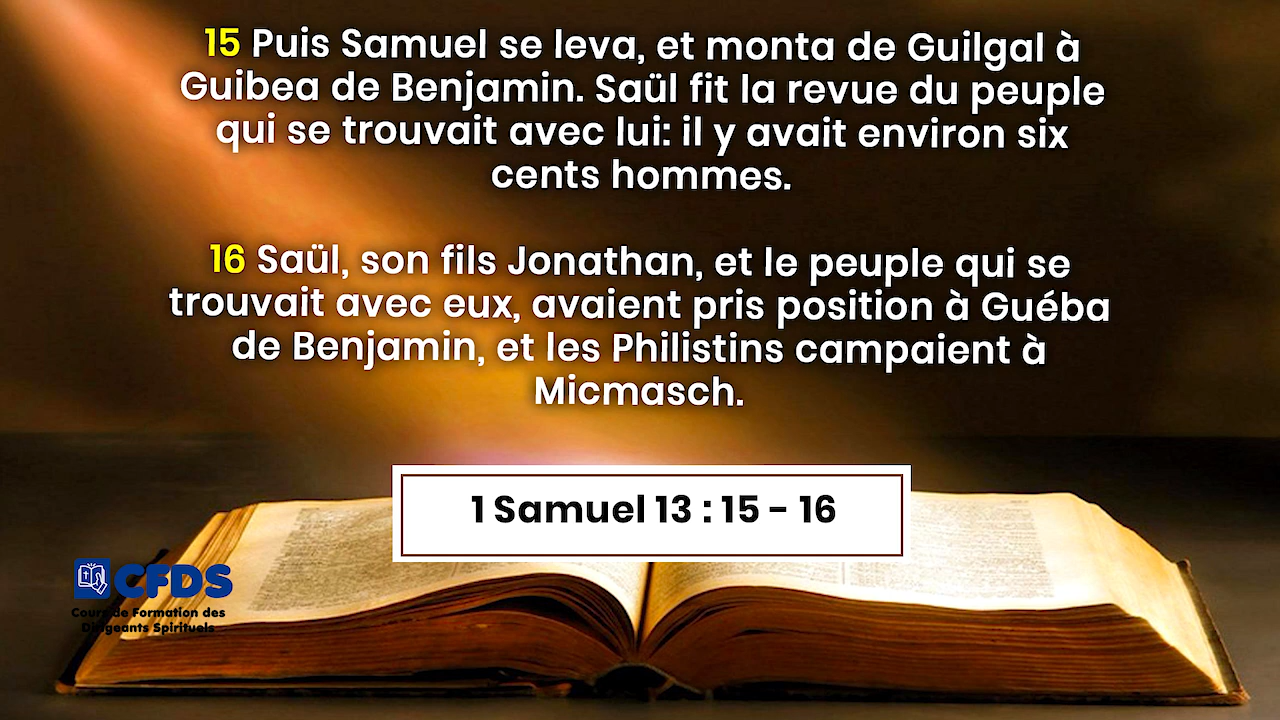 15 Puis Samuel se leva, et monta de Guilgal à
Guibea de Benjamin. Saül fit la revue du peuple
qui se trouvait avec lui: il y avait environ six
cents hommes.
16 Saül, son fils Jonathan, et le peuple qui se
trouvait avec eux, avaient pris position à Guéba
de Benjamin, et les Philistins campaient à
Micmasch.
1 Samuel 13 : 15 - 16
CFDS
Cours de Formation des
Dirigeants Spirituels